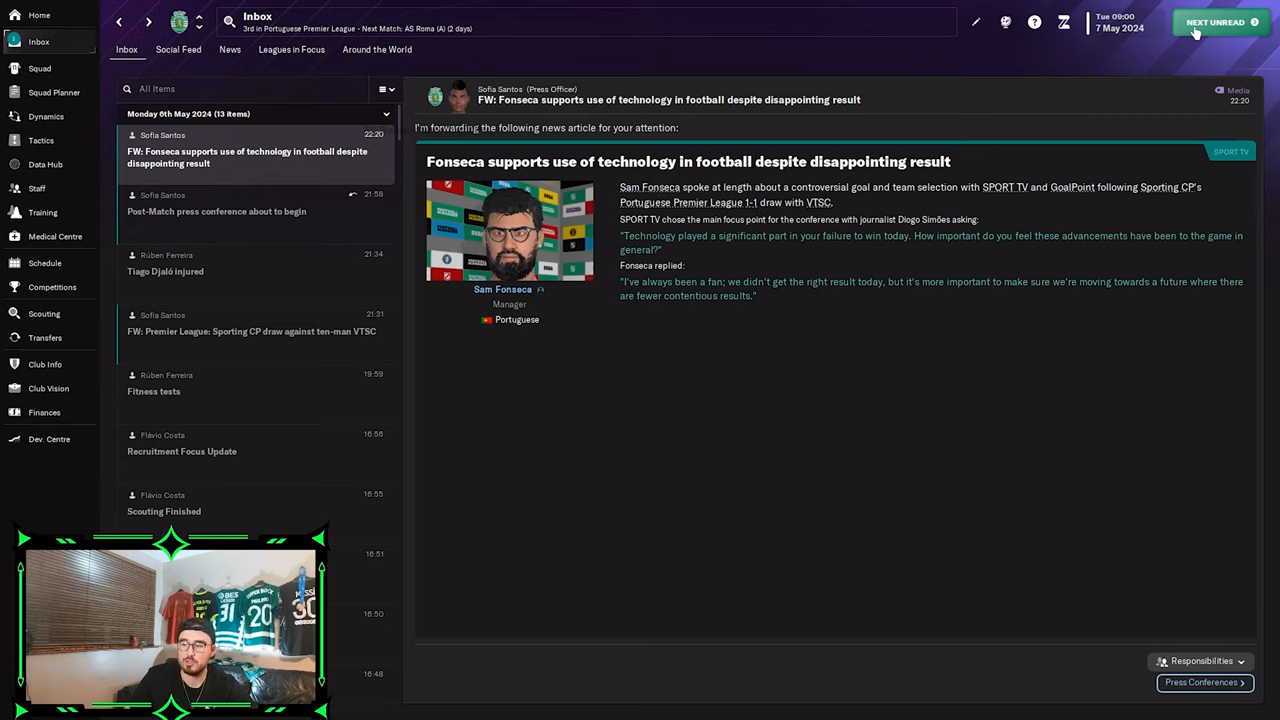 Home
Inbox
3
Squad
Squad Planner
Dynamics
Tactics
Data Hub
Staff
Training
Medical Centre
Schedule
Competitions
Scouting
Transfers
Club Info
Club Vision
Finances
Dev. Centre
Inbox
3rd in Portuguese Premier League - Next Match: AS Roma (A) (2 days)
Tue 09:00
7 May 2024
NEXT UNREAD
Inbox
Social Feed
News
Leagues in Focus
Around the World
All Items
Monday 6th May 2024 (13 items)
Sofia Santos 22:20
FW: Fonseca supports use of technology in football despite
disappointing result
Sofia Santos 21:58
Post-Match press conference about to begin
Rúben Ferreira 21:34
Tiago Djaló injured
Sofia Santos 21:31
FW: Premier League: Sporting CP draw against ten-man VTSC
Rúben Ferreira 19:59
Fitness tests
Flávio Costa 16:56
Recruitment Focus Update
Flávio Costa 16:55
Scouting Finished
16:51
16:50
16:48
Sofia Santos (Press Officer)
FW: Fonseca supports use of technology in football despite disappointing result
Media
22:20
I'm forwarding the following news article for your attention:
SPORT TV
Fonseca supports use of technology in football despite disappointing result
Sam Fonseca
Manager
Portuguese
Sam Fonseca spoke at length about a controversial goal and team selection with SPORT TV and GoalPoint following Sporting CP's
Portuguese Premier League 1-1 draw with VTSC.
SPORT TV chose the main focus point for the conference with journalist Diogo Simões asking:
"Technology played a significant part in your failure to win today. How important do you feel these advancements have been to the game in
general?"
Fonseca replied:
"I've always been a fan; we didn't get the right result today, but it's more important to make sure we're moving towards a future where there
are fewer contentious results."
Responsibilities
Press Conferences
31
20
30